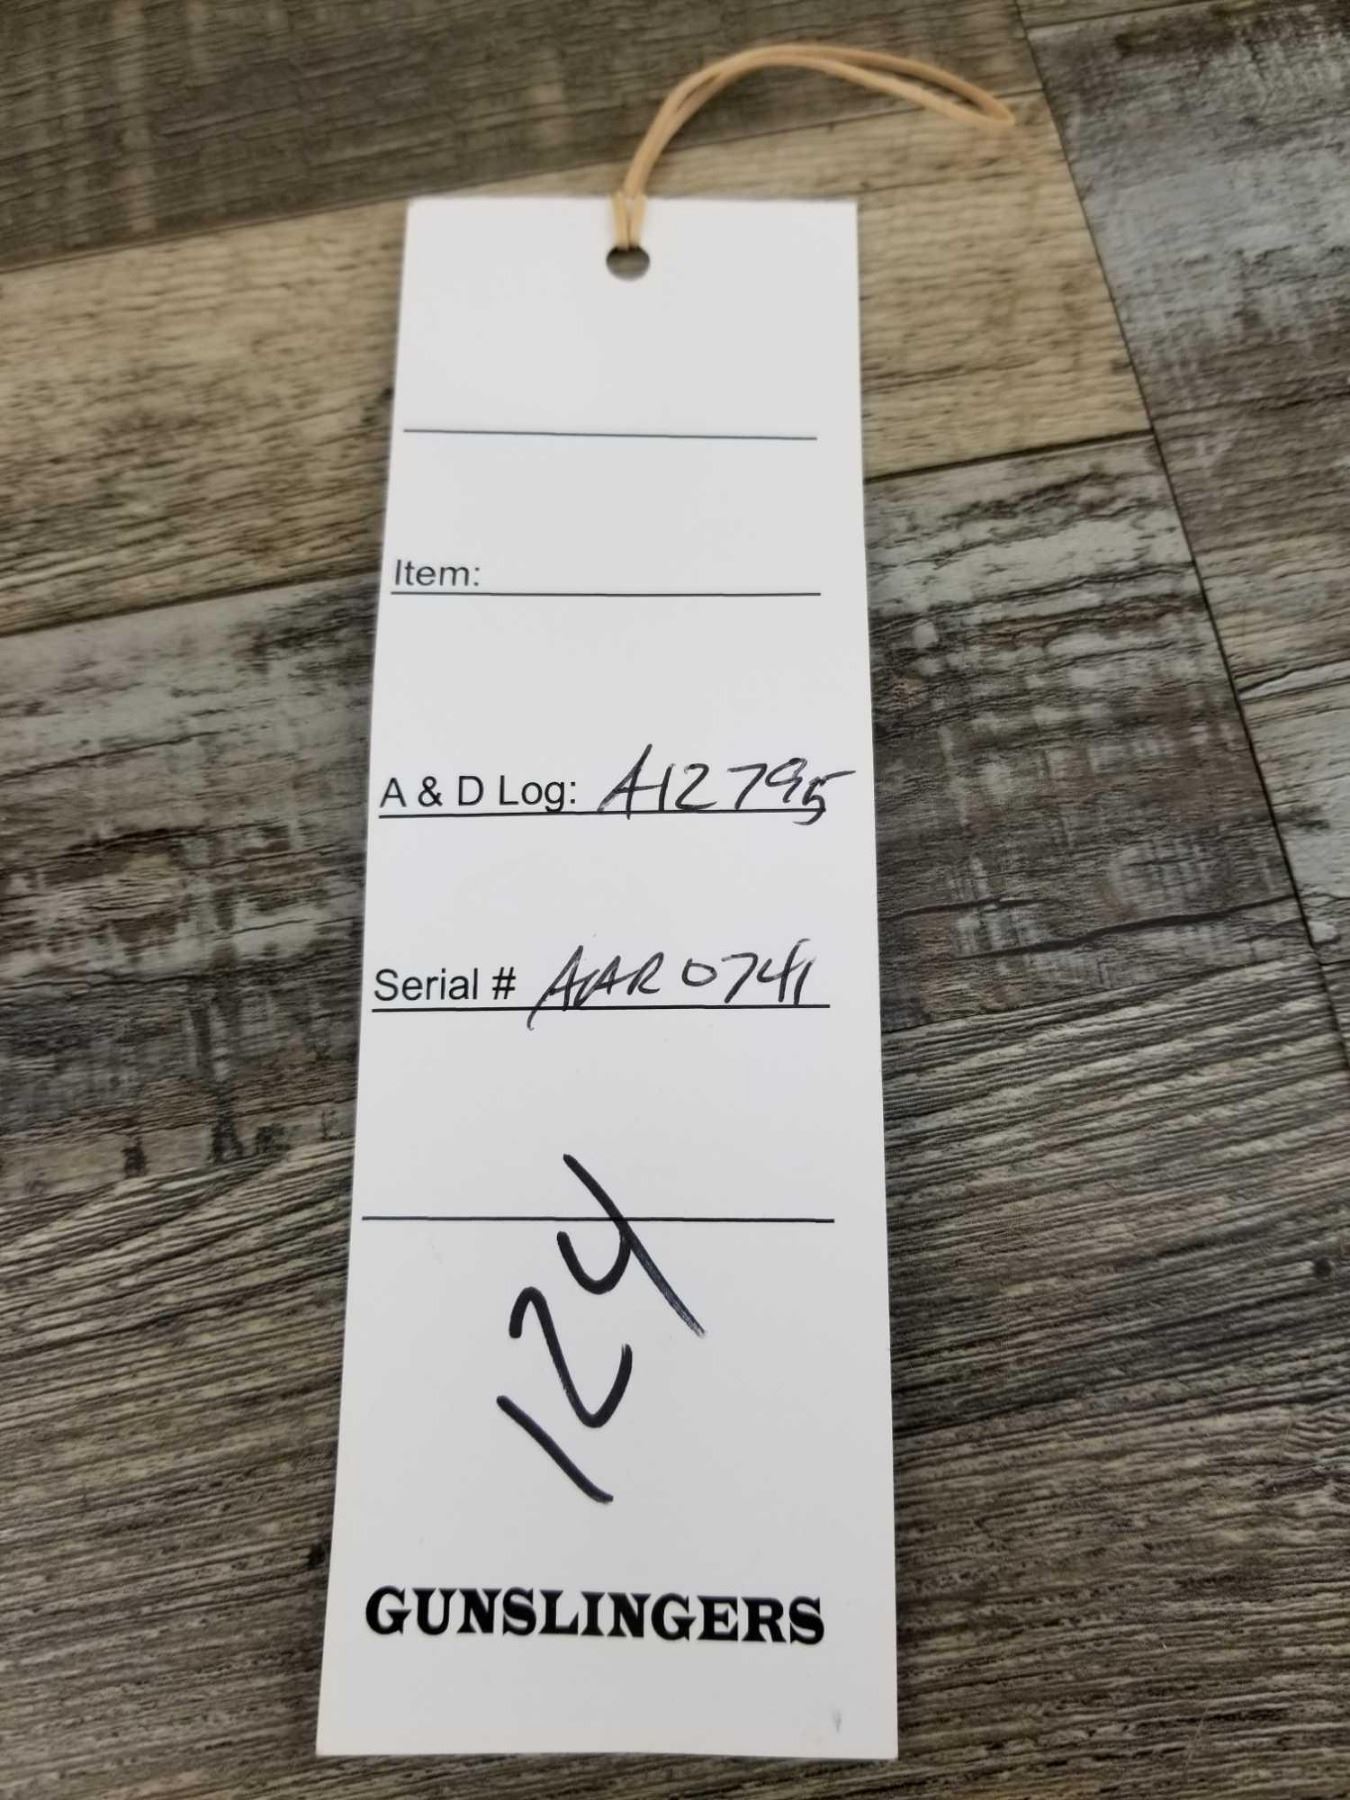 Item:
A & D Log: A12795
Serial # AAR0741
124
GUNSLINGERS